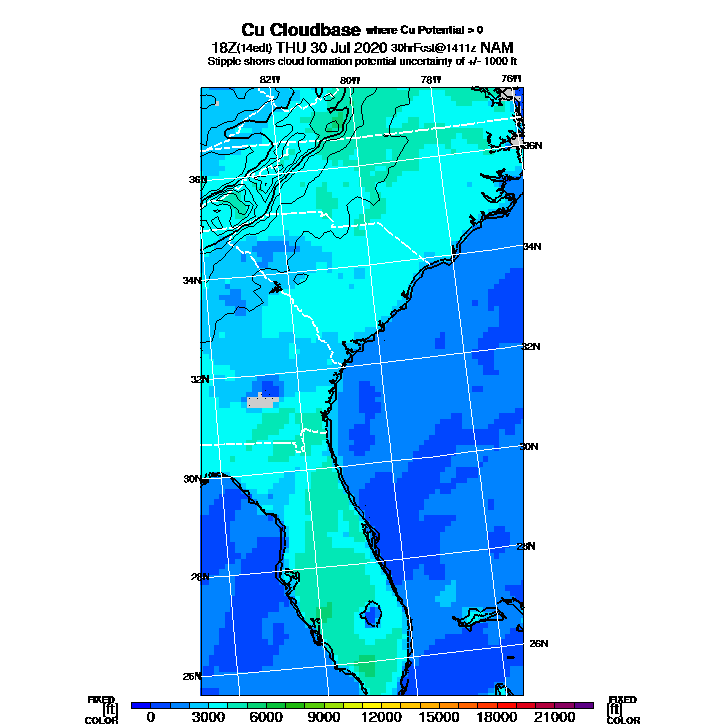 Cu Cloudbase where Cu Potential > 0
18Z(14edt) THU 30 Jul 2020 30hrFcst@1411z NAM
Stipple shows cloud formation potential uncertainty of +/- 1000 ft
82W 80W 78W 76W
36N
36N
34N
34N
32N
32N
30N
30N
28N
28N
26N
26N
FIXED FIXED
[ft] [ft]
COLOR COLOR
0 3000 6000 9000 12000 15000 18000 21000